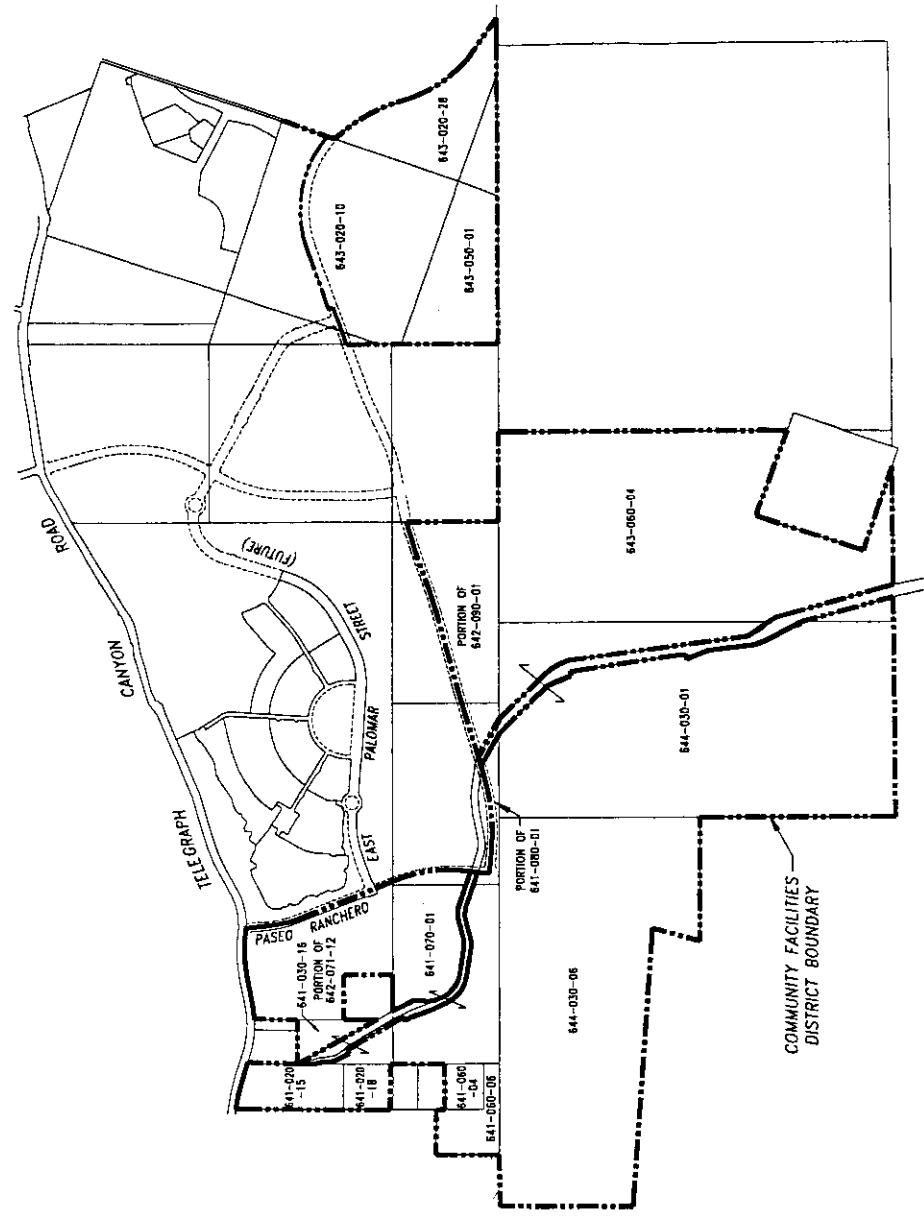 TELEGRAPH
CANYON
ROAD
643-020-10
643-020-28
643-050-01
(FUTURE)
STREET
PALOMAR
EAST
PORTION OF
642-090-01
643-060-04
PASEO
RANCHERO
641-030-16
PORTION OF
642-071-12
641-070-01
PORTION OF
641-080-01
644-030-01
641-020
-15
641-020
-18
641-060
-04
641-060-06
644-030-06
COMMUNITY FACILITIES
DISTRICT BOUNDARY